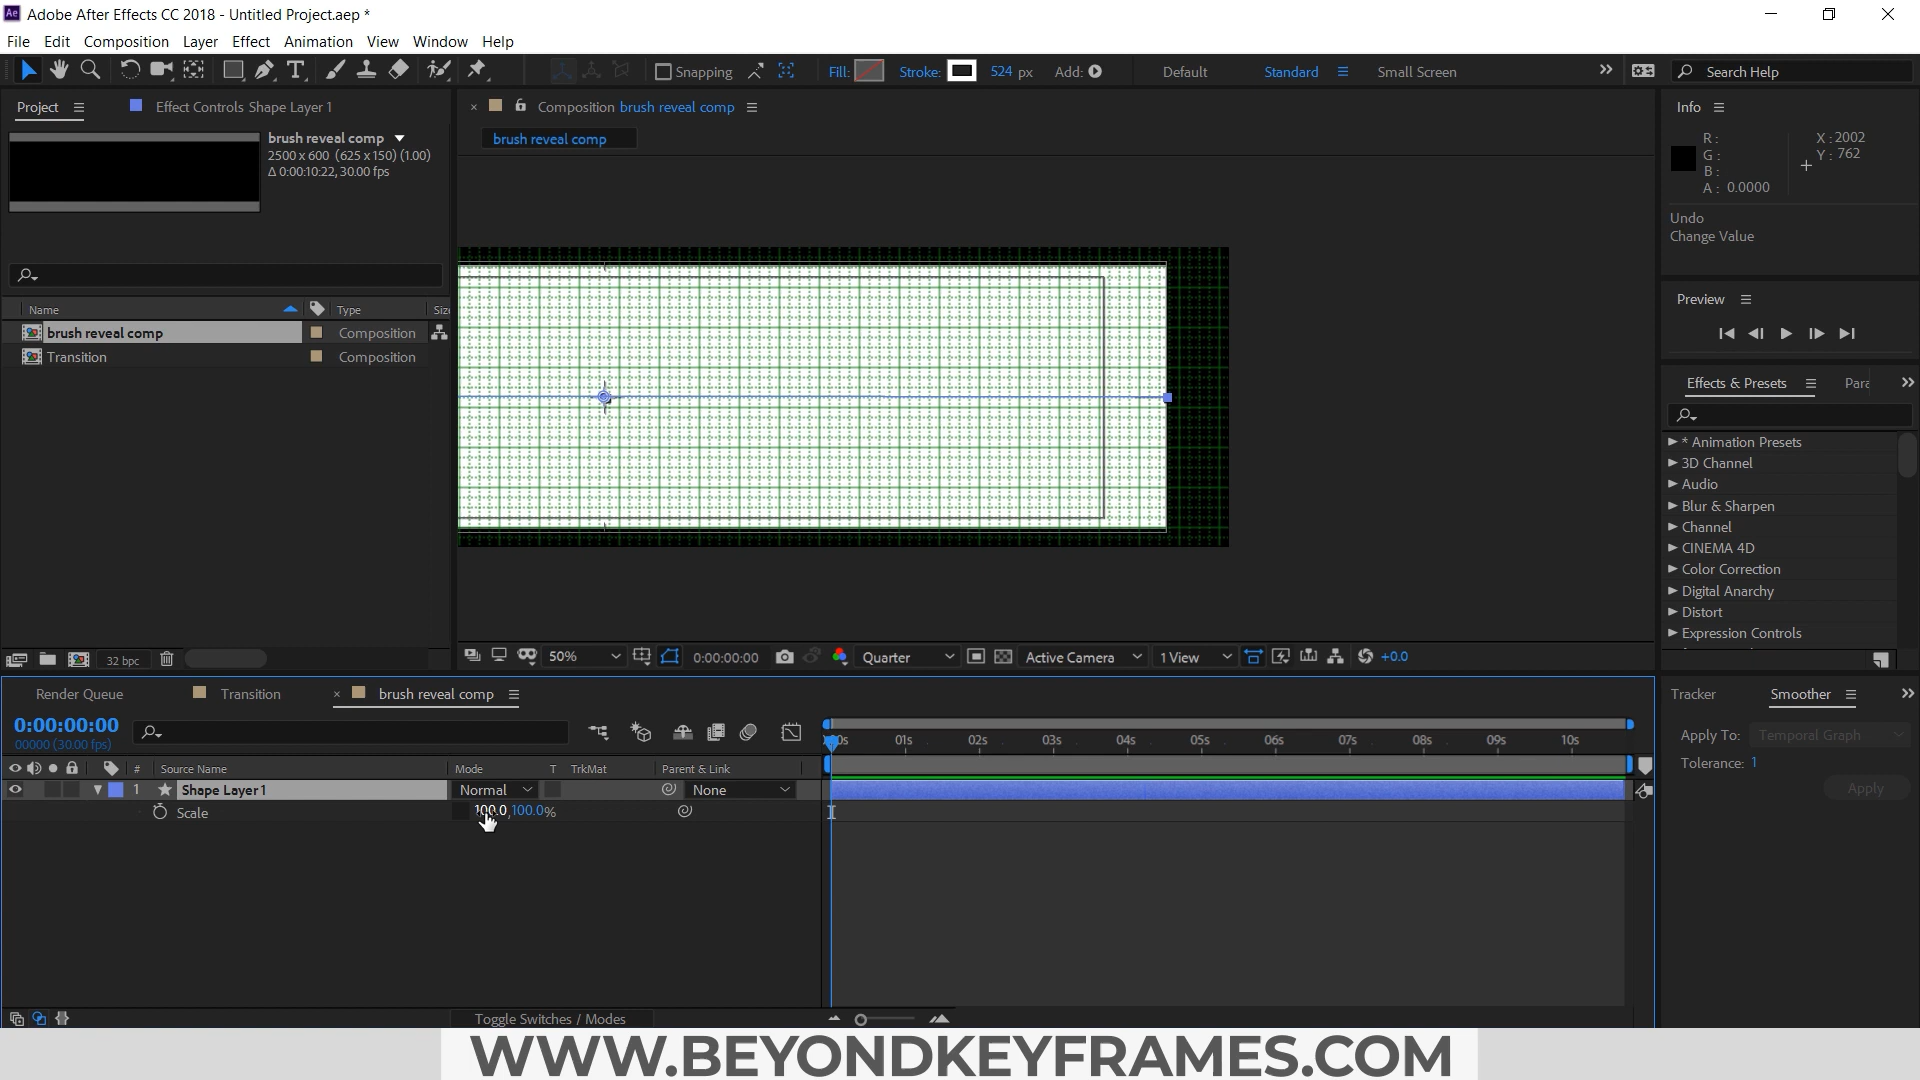 Adobe After Effects CC 2018 - Untitled Project.aep *
File Edit Composition Layer Effect Animation View Window Help
Snapping Fill: Stroke: 524 px Add: Default Standard Small Screen Search Help
Project Effect Controls Shape Layer 1
Composition brush reveal comp
Info
brush reveal comp
2500 x 600 (625 x 150) (1.00)
Δ 0:00:10:22, 30.00 fps
brush reveal comp
R:
G:
B:
A: 0.0000
X: 2002
Y: 762
Undo
Change Value
Preview
Name Type Siz
brush reveal comp Composition
Transition Composition
Effects & Presets Para
* Animation Presets
3D Channel
Audio
Blur & Sharpen
Channel
CINEMA 4D
Color Correction
Digital Anarchy
Distort
Expression Controls
32 bpc
50% 0:00:00:00 Quarter Active Camera 1 View +0.0
Render Queue Transition brush reveal comp
Tracker Smoother
0:00:00:00
00000 (30.00 fps)
01s 02s 03s 04s 05s 06s 07s 08s 09s 10s
Apply To: Temporal Graph
Tolerance: 1
Apply
# Source Name Mode T TrkMat Parent & Link
1 Shape Layer 1 Normal None
Scale 100.0, 100.0%
Toggle Switches / Modes
WWW.BEYONDKEYFRAMES.COM